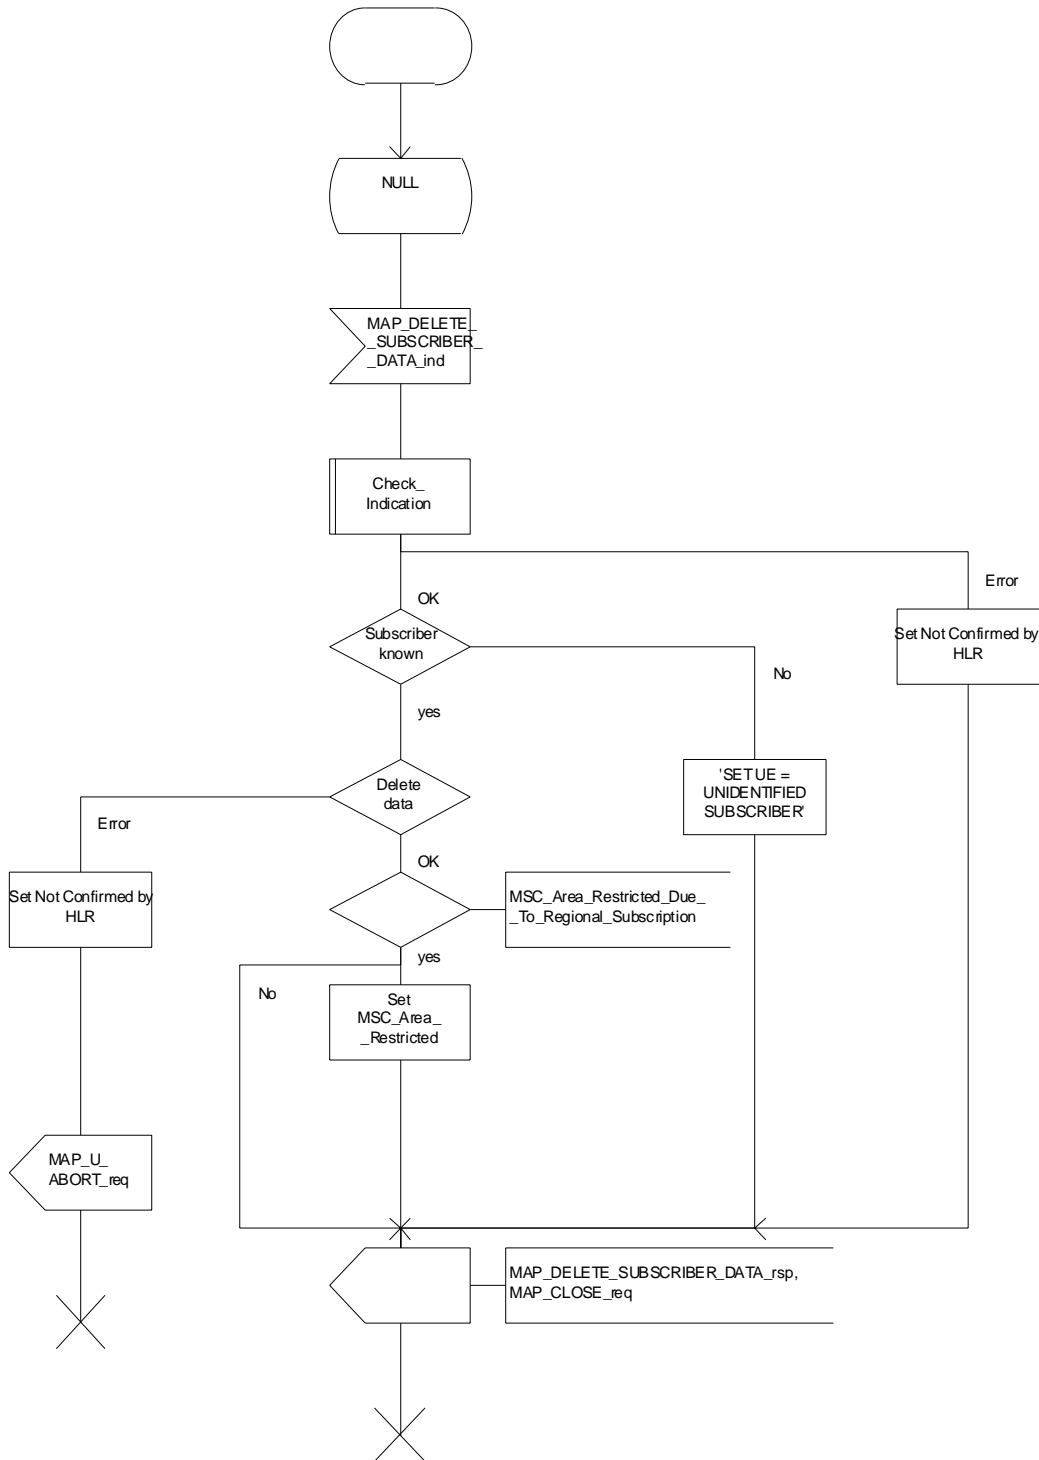 NULL
MAP_DELETE_
_SUBSCRIBER_
_DATA_ind
Check_
Indication
Error
OK
Subscriber
known
Set Not Confirmed by
HLR
No
yes
Delete
data
'SET UE =
UNIDENTIFIED
SUBSCRIBER'
Error
OK
Set Not Confirmed by
HLR
MSC_Area_Restricted_Due_
_To_Regional_Subscription
yes
No
Set
MSC_Area_
_Restricted
MAP_U_
ABORT_req
MAP_DELETE_SUBSCRIBER_DATA_rsp,
MAP_CLOSE_req